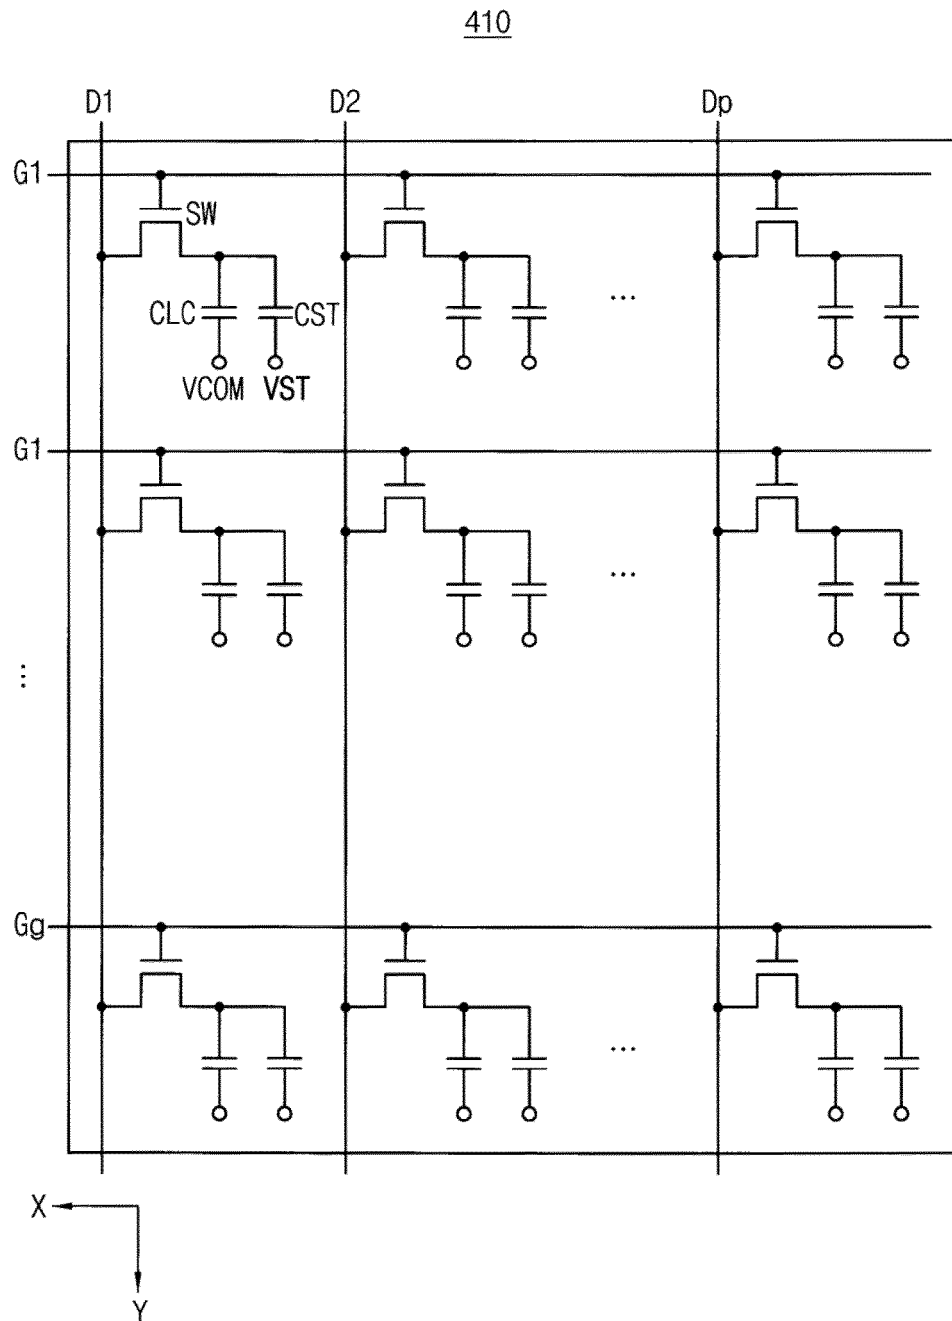 410
D1 D2 Dp
G1
SW
CLC CST
...
VCOM VST
G1
...
⋮
Gg
...
X
Y